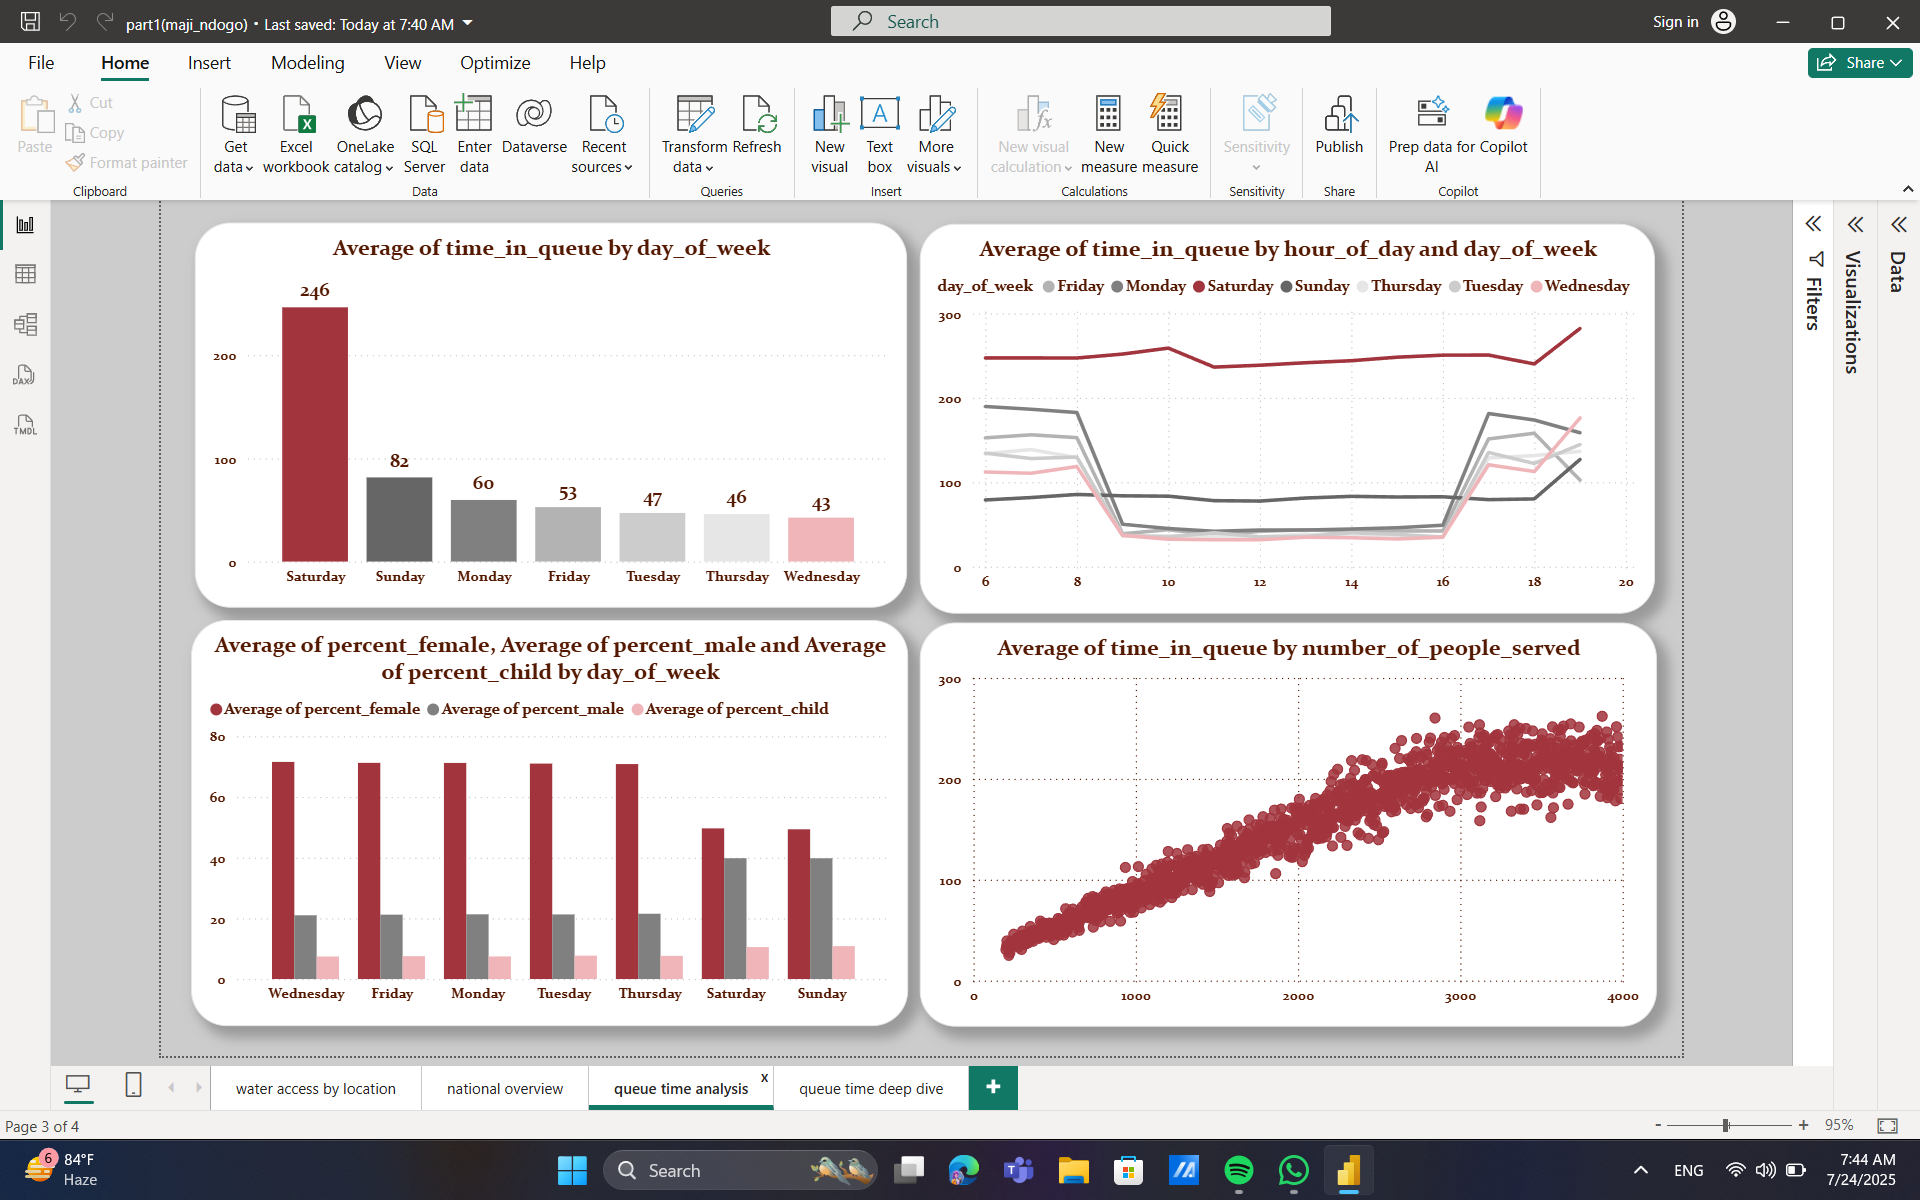 part1(maji_ndogo) • Last saved: Today at 7:40 AM
Search
Sign in
File Home Insert Modeling View Optimize Help
Share
Paste
Cut
Copy
Format painter
Clipboard
Get data
Excel workbook
OneLake catalog
SQL Server
Enter data
Dataverse
Recent sources
Data
Transform data
Refresh
Queries
New visual
Text box
More visuals
Insert
New visual calculation
New measure
Quick measure
Calculations
Sensitivity
Sensitivity
Publish
Share
Prep data for AI
Copilot
Copilot
DAX
TMDL
Average of time_in_queue by day_of_week
246
200
82
100
60
53
47
46
43
0
Saturday Sunday Monday Friday Tuesday Thursday Wednesday
Average of time_in_queue by hour_of_day and day_of_week
day_of_week Friday Monday Saturday Sunday Thursday Tuesday Wednesday
300
200
100
0
6 8 10 12 14 16 18 20
Average of percent_female, Average of percent_male and Average
of percent_child by day_of_week
Average of percent_female Average of percent_male Average of percent_child
80
60
40
20
0
Wednesday Friday Monday Tuesday Thursday Saturday Sunday
Average of time_in_queue by number_of_people_served
300
200
100
0
0 1000 2000 3000 4000
Filters
Visualizations
Data
water access by location
national overview
queue time analysis
x
queue time deep dive
+
Page 3 of 4
- + 95%
6
84°F
Haze
Search
ENG
7:44 AM
7/24/2025